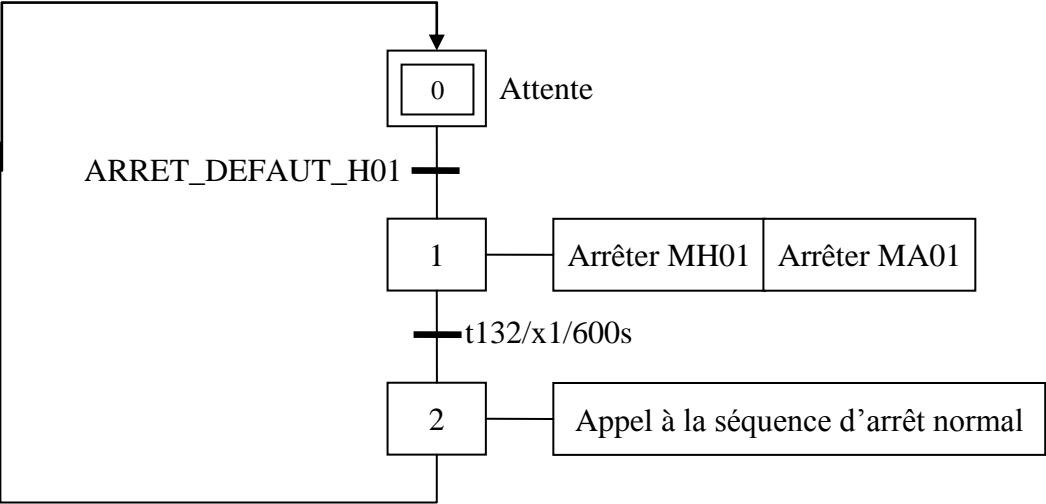 0
Attente
ARRET_DEFAUT_H01
1
Arrêter MH01
Arrêter MA01
t132/x1/600s
2
Appel à la séquence d’arrêt normal